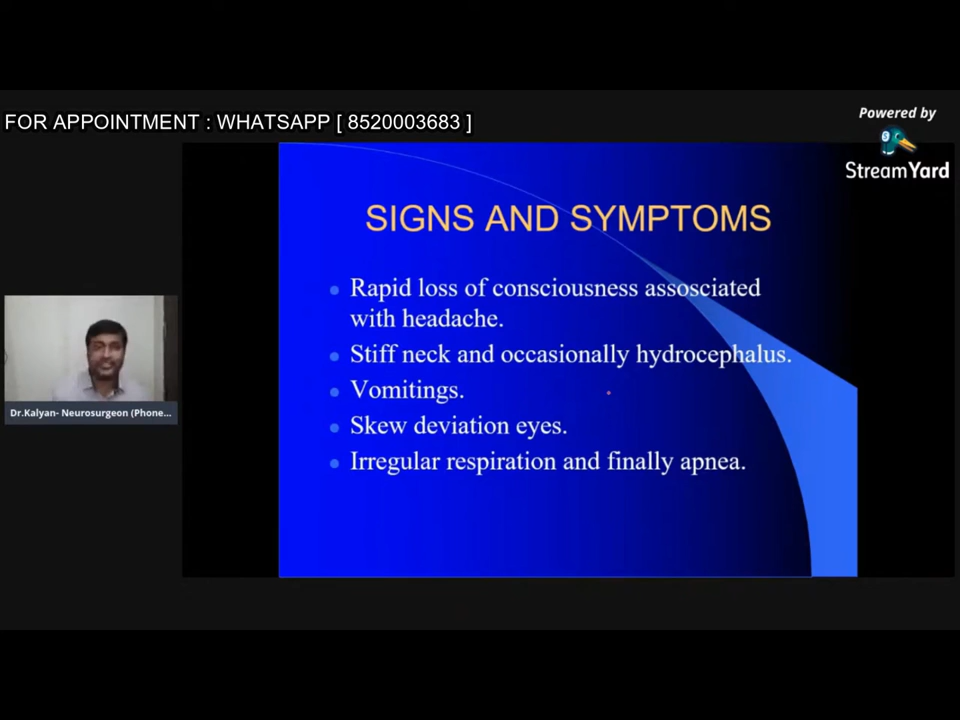 FOR APPOINTMENT : WHATSAPP [ 8520003683 ]
Powered by
StreamYard
SIGNS AND SYMPTOMS
Rapid loss of consciousness assosciated
with headache.
Stiff neck and occasionally hydrocephalus.
Vomitings.
Skew deviation eyes.
Irregular respiration and finally apnea.
Dr.Kalyan- Neurosurgeon (Phone...